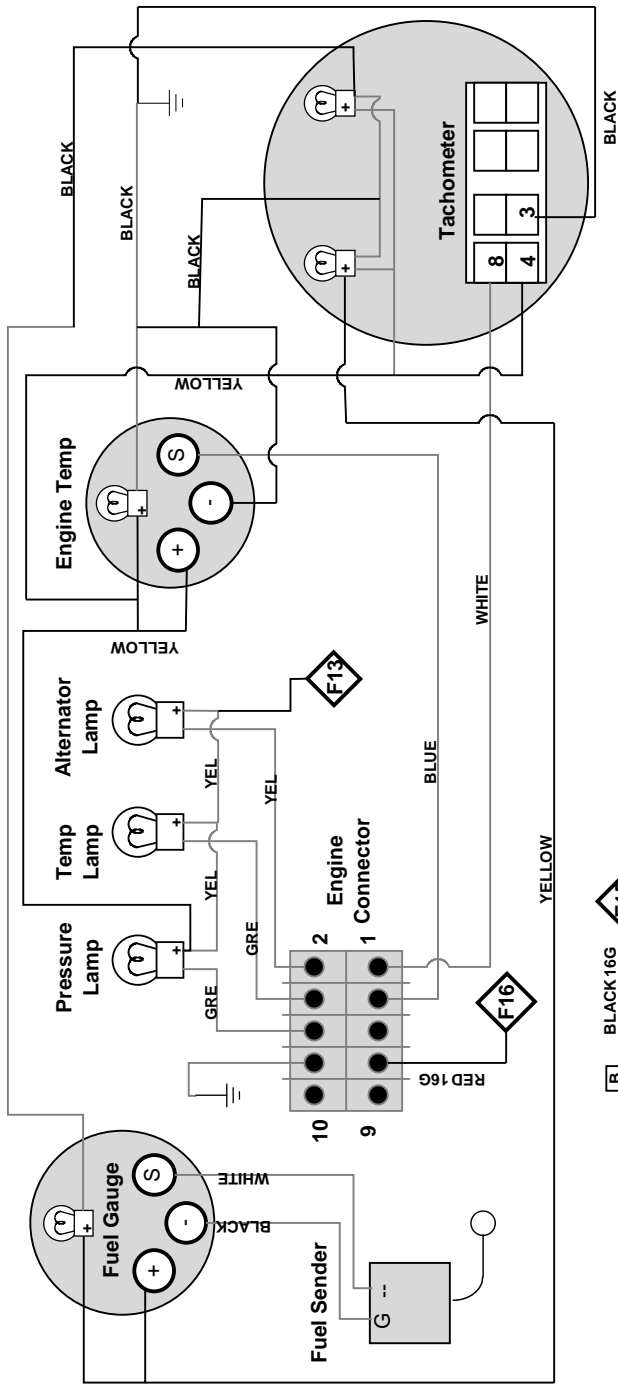 Fuel Gauge
+
-
S
+
WHITE
BLACK
Fuel Sender
G
--
Pressure
Lamp
+
Temp
Lamp
+
Alternator
Lamp
+
YEL
YEL
YEL
GRE
GRE
F13
Engine
Connector
10
2
9
1
RED 16G
F16
Engine Temp
+
-
S
+
YELLOW
YELLOW
BLACK
BLACK
BLACK
BLACK
Tachometer
+
+
8
4
3
BLUE
WHITE
YELLOW
B
BLACK 16G